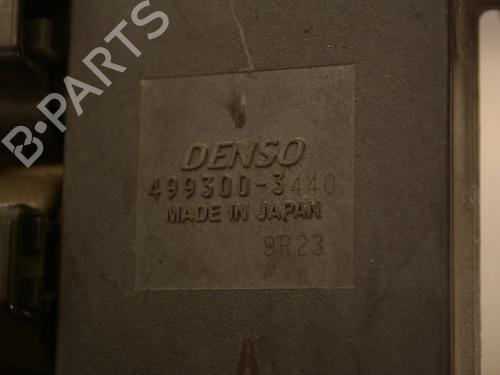 B-PARTS
DENSO
499300-3440
MADE IN JAPAN
9R23